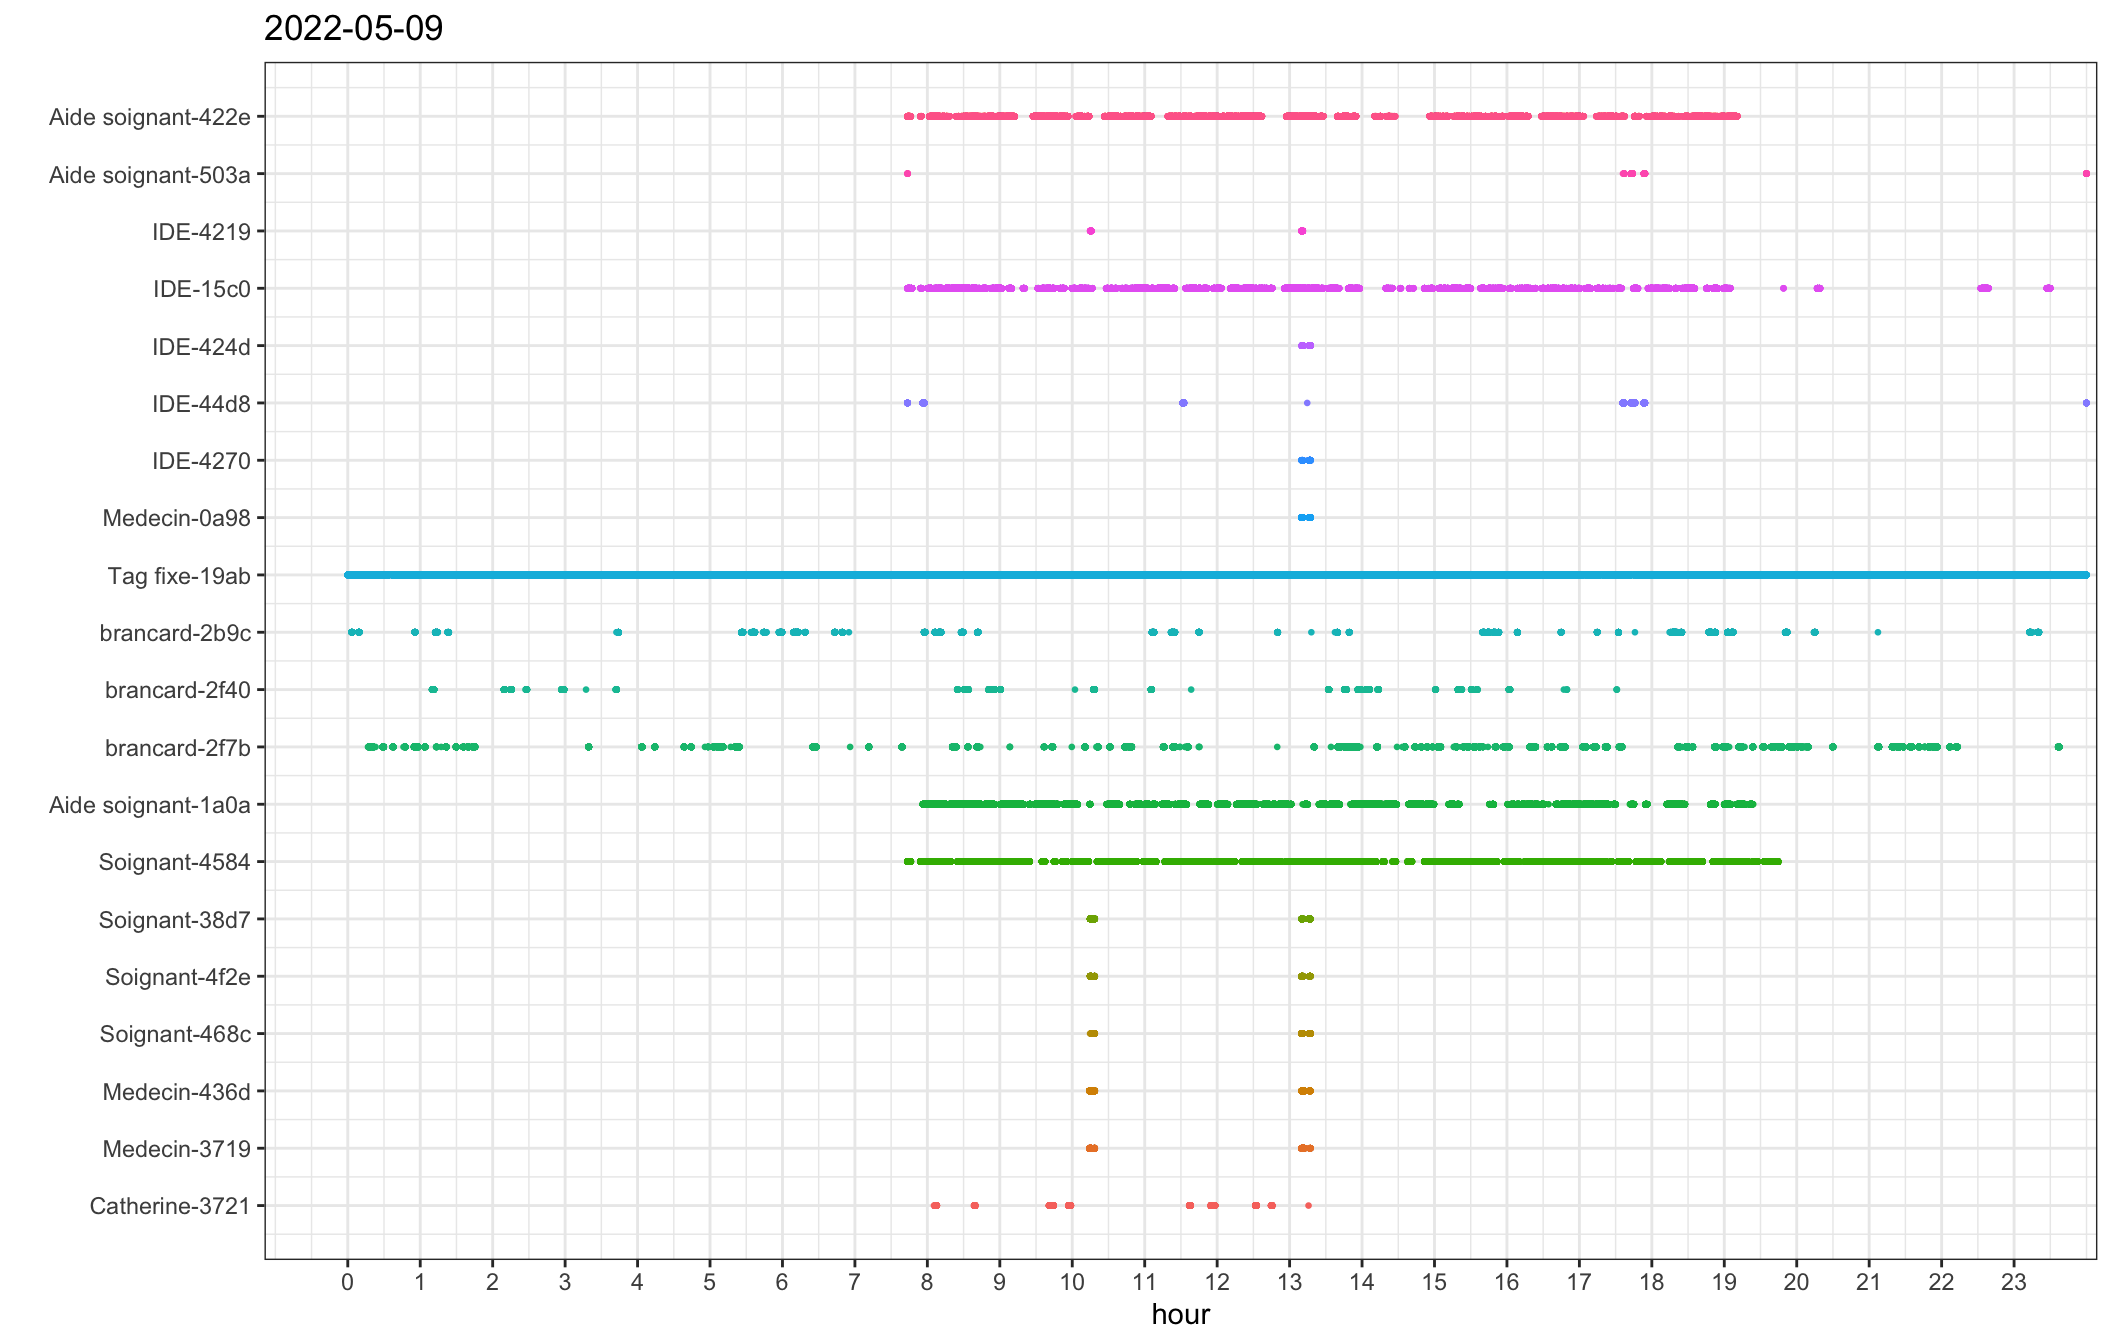 2022-05-09
Aide soignant-422e
Aide soignant-503a
IDE-4219
IDE-15c0
IDE-424d
IDE-44d8
IDE-4270
Medecin-0a98
Tag fixe-19ab
brancard-2b9c
brancard-2f40
brancard-2f7b
Aide soignant-1a0a
Soignant-4584
Soignant-38d7
Soignant-4f2e
Soignant-468c
Medecin-436d
Medecin-3719
Catherine-3721
0 1 2 3 4 5 6 7 8 9 10 11 12 13 14 15 16 17 18 19 20 21 22 23
hour